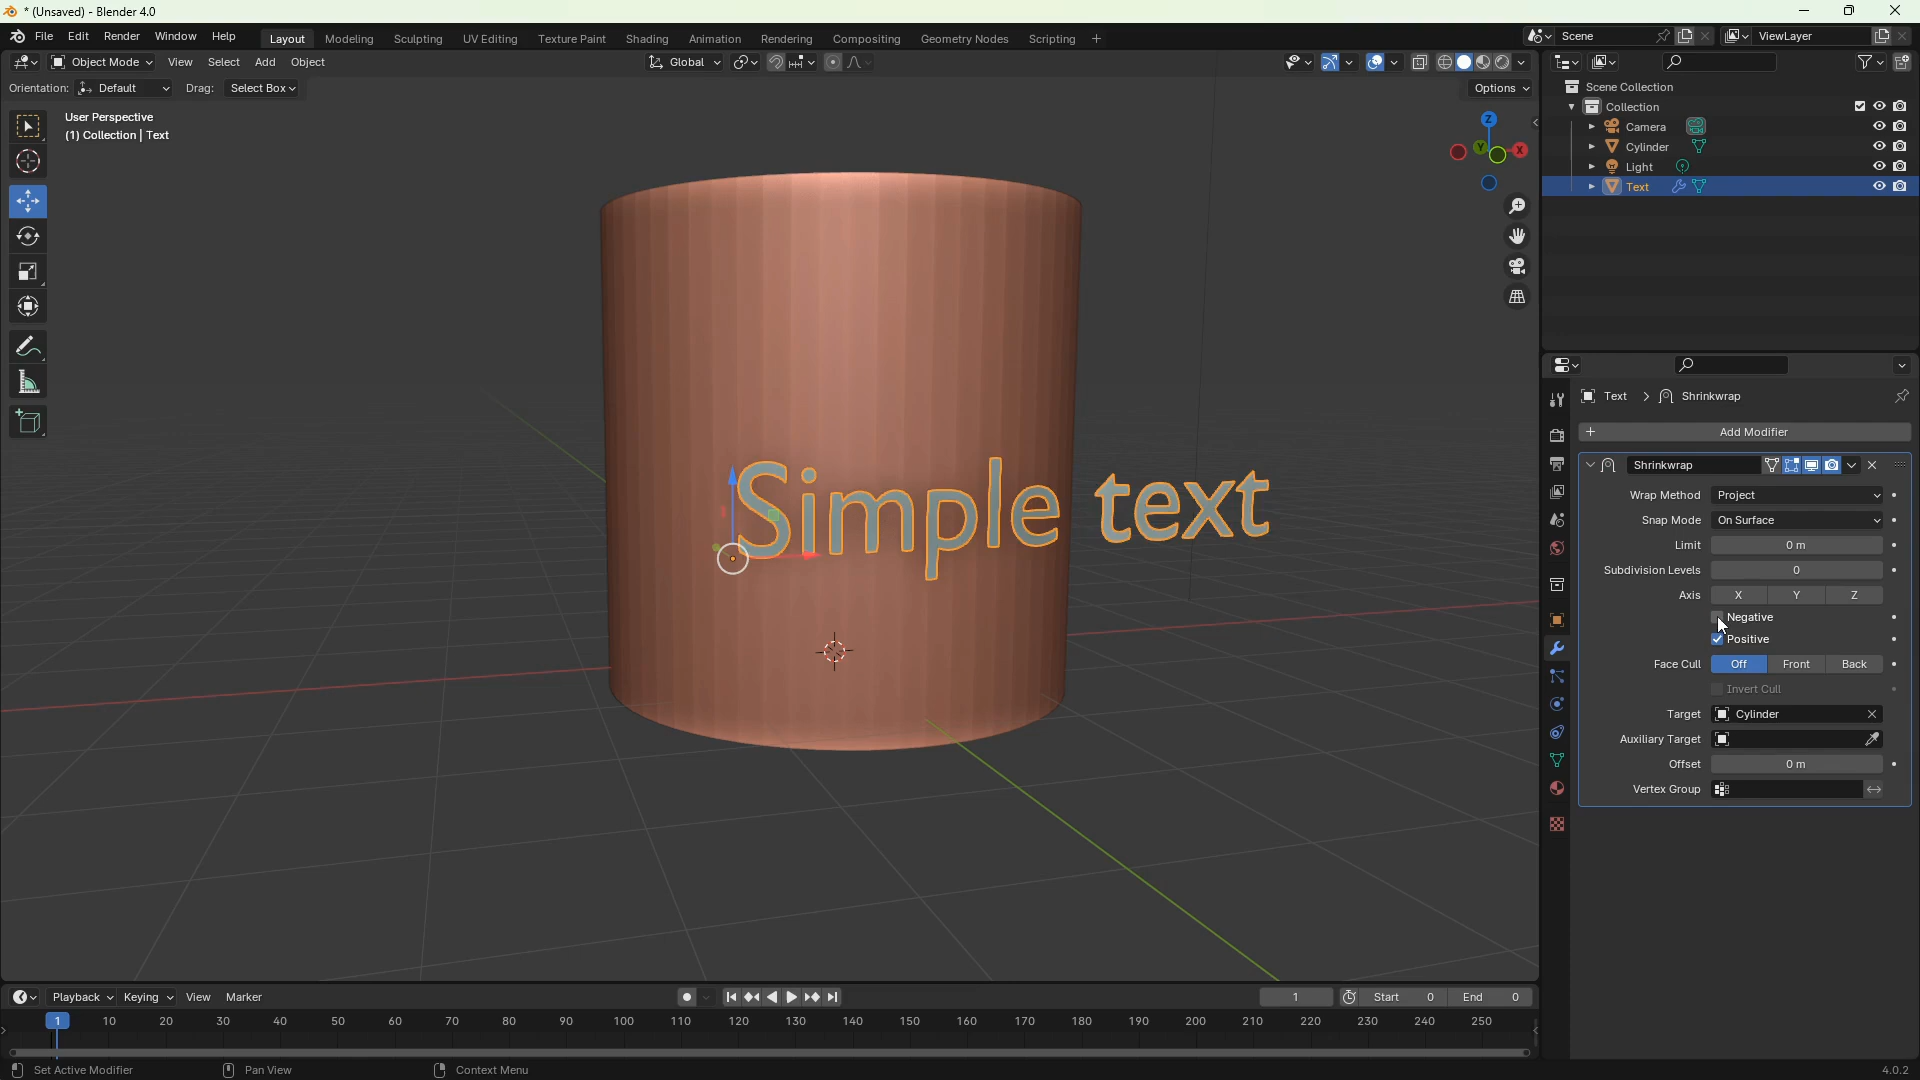 * (Unsaved) - Blender 4.0
File Edit Render Window Help Layout Modeling Sculpting UV Editing Texture Paint Shading Animation Rendering Compositing Geometry Nodes Scripting + Scene ViewLayer
Object Mode View Select Add Object Global
Orientation: Default Drag: Select Box Options
User Perspective
(1) Collection | Text
Z
Y
X
Scene Collection
Collection
Camera
Cylinder
Light
Text
Simple text
Text > Shrinkwrap
+ Add Modifier
Shrinkwrap
Wrap Method Project
Snap Mode On Surface
Limit 0 m
Subdivision Levels 0
Axis X Y Z
Negative
Positive
Face Cull Off Front Back
Invert Cull
Target Cylinder
Auxiliary Target
Offset 0 m
Vertex Group
Playback Keying View Marker 1 Start 0 End 0
1 10 20 30 40 50 60 70 80 90 100 110 120 130 140 150 160 170 180 190 200 210 220 230 240 250
Set Active Modifier Pan View Context Menu 4.0.2